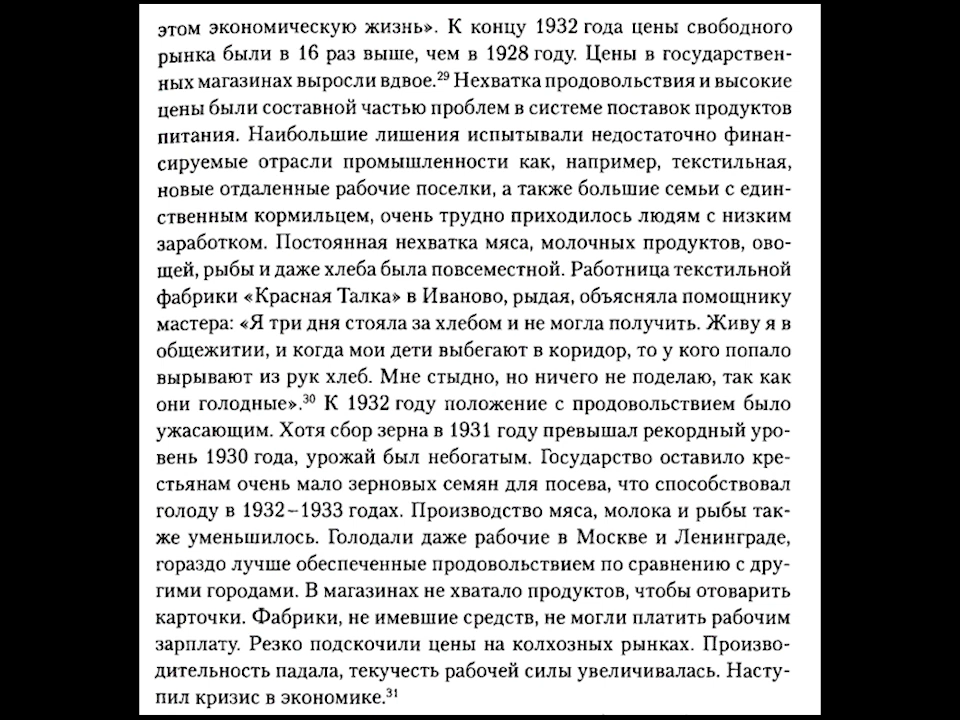 этом экономическую жизнь». К концу 1932 года цены свободного
рынка были в 16 раз выше, чем в 1928 году. Цены в государствен-
ных магазинах выросли вдвое.²⁹ Нехватка продовольствия и высокие
цены были составной частью проблем в системе поставок продуктов
питания. Наибольшие лишения испытывали недостаточно финан-
сируемые отрасли промышленности как, например, текстильная,
новые отдаленные рабочие поселки, а также большие семьи с един-
ственным кормильцем, очень трудно приходилось людям с низким
заработком. Постоянная нехватка мяса, молочных продуктов, ово-
щей, рыбы и даже хлеба была повсеместной. Работница текстильной
фабрики «Красная Талка» в Иваново, рыдая, объясняла помощнику
мастера: «Я три дня стояла за хлебом и не могла получить. Живу я в
общежитии, и когда мои дети выбегают в коридор, то у кого попало
вырывают из рук хлеб. Мне стыдно, но ничего не поделаю, так как
они голодные».³⁰ К 1932 году положение с продовольствием было
ужасающим. Хотя сбор зерна в 1931 году превышал рекордный уро-
вень 1930 года, урожай был небогатым. Государство оставило кре-
стьянам очень мало зерновых семян для посева, что способствовал
голоду в 1932–1933 годах. Производство мяса, молока и рыбы так-
же уменьшилось. Голодали даже рабочие в Москве и Ленинграде,
гораздо лучше обеспеченные продовольствием по сравнению с дру-
гими городами. В магазинах не хватало продуктов, чтобы отоварить
карточки. Фабрики, не имевшие средств, не могли платить рабочим
зарплату. Резко подскочили цены на колхозных рынках. Произво-
дительность падала, текучесть рабочей силы увеличивалась. Насту-
пил кризис в экономике.³¹